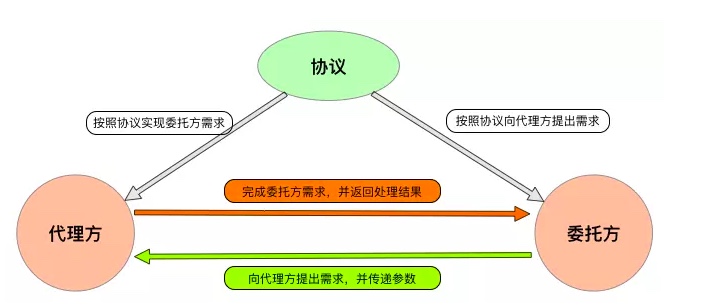 协议
按照协议实现委托方需求
按照协议向代理方提出需求
完成委托方需求，并返回处理结果
代理方
委托方
向代理方提出需求，并传递参数